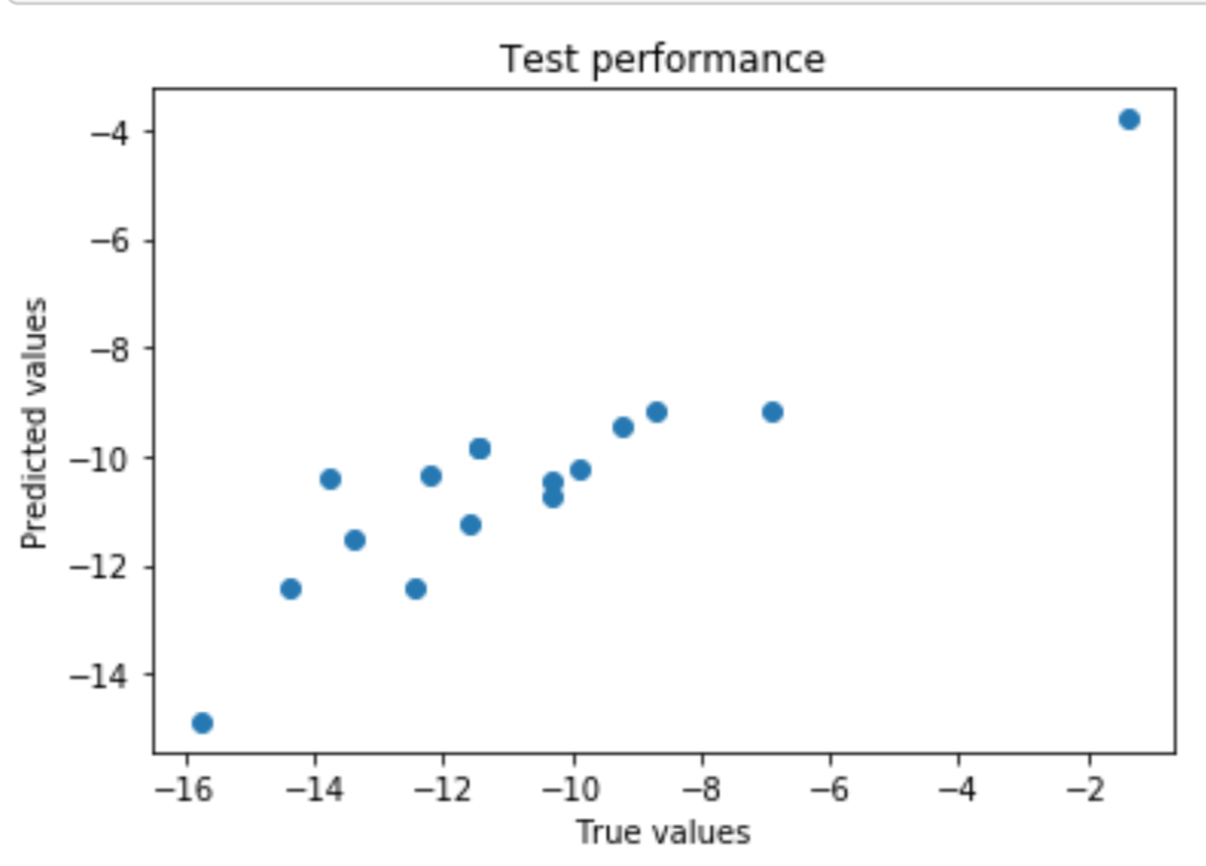 Test performance
−4
−6
−8
−10
−12
−14
Predicted values
−16 −14 −12 −10 −8 −6 −4 −2
True values